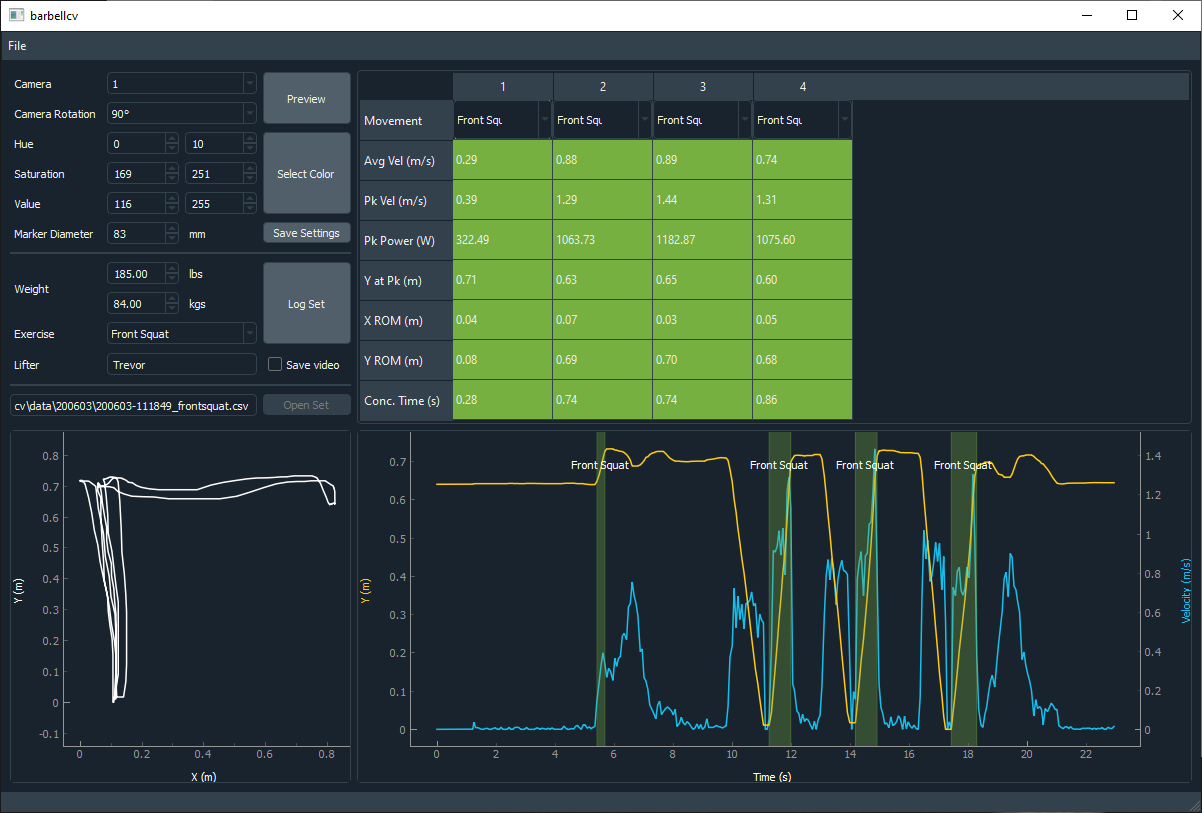 barbellcv
File
Camera 1 Preview
Camera Rotation 90°
Hue 0 10 Select Color
Saturation 169 251
Value 116 255
Marker Diameter 83 mm Save Settings
Weight 185.00 lbs Log Set
84.00 kgs
Exercise Front Squat
Lifter Trevor Save video
cv\data\200603\200603-111849_frontsquat.csv Open Set
1 2 3 4
Movement Front Squ Front Squ Front Squ Front Squ
Avg Vel (m/s) 0.29 0.88 0.89 0.74
Pk Vel (m/s) 0.39 1.29 1.44 1.31
Pk Power (W) 322.49 1063.73 1182.87 1075.60
Y at Pk (m) 0.71 0.63 0.65 0.60
X ROM (m) 0.04 0.07 0.03 0.05
Y ROM (m) 0.08 0.69 0.70 0.68
Conc. Time (s) 0.28 0.74 0.74 0.86
Y (m)
0.8
0.7
0.6
0.5
0.4
0.3
0.2
0.1
0
-0.1
0 0.2 0.4 0.6 0.8
X (m)
Y (m)
0.7
0.6
0.5
0.4
0.3
0.2
0.1
0
Front Squat Front Squat Front Squat Front Squat
1.4
1.2
1
0.8
0.6
0.4
0.2
0
Velocity (m/s)
0 2 4 6 8 10 12 14 16 18 20 22
Time (s)